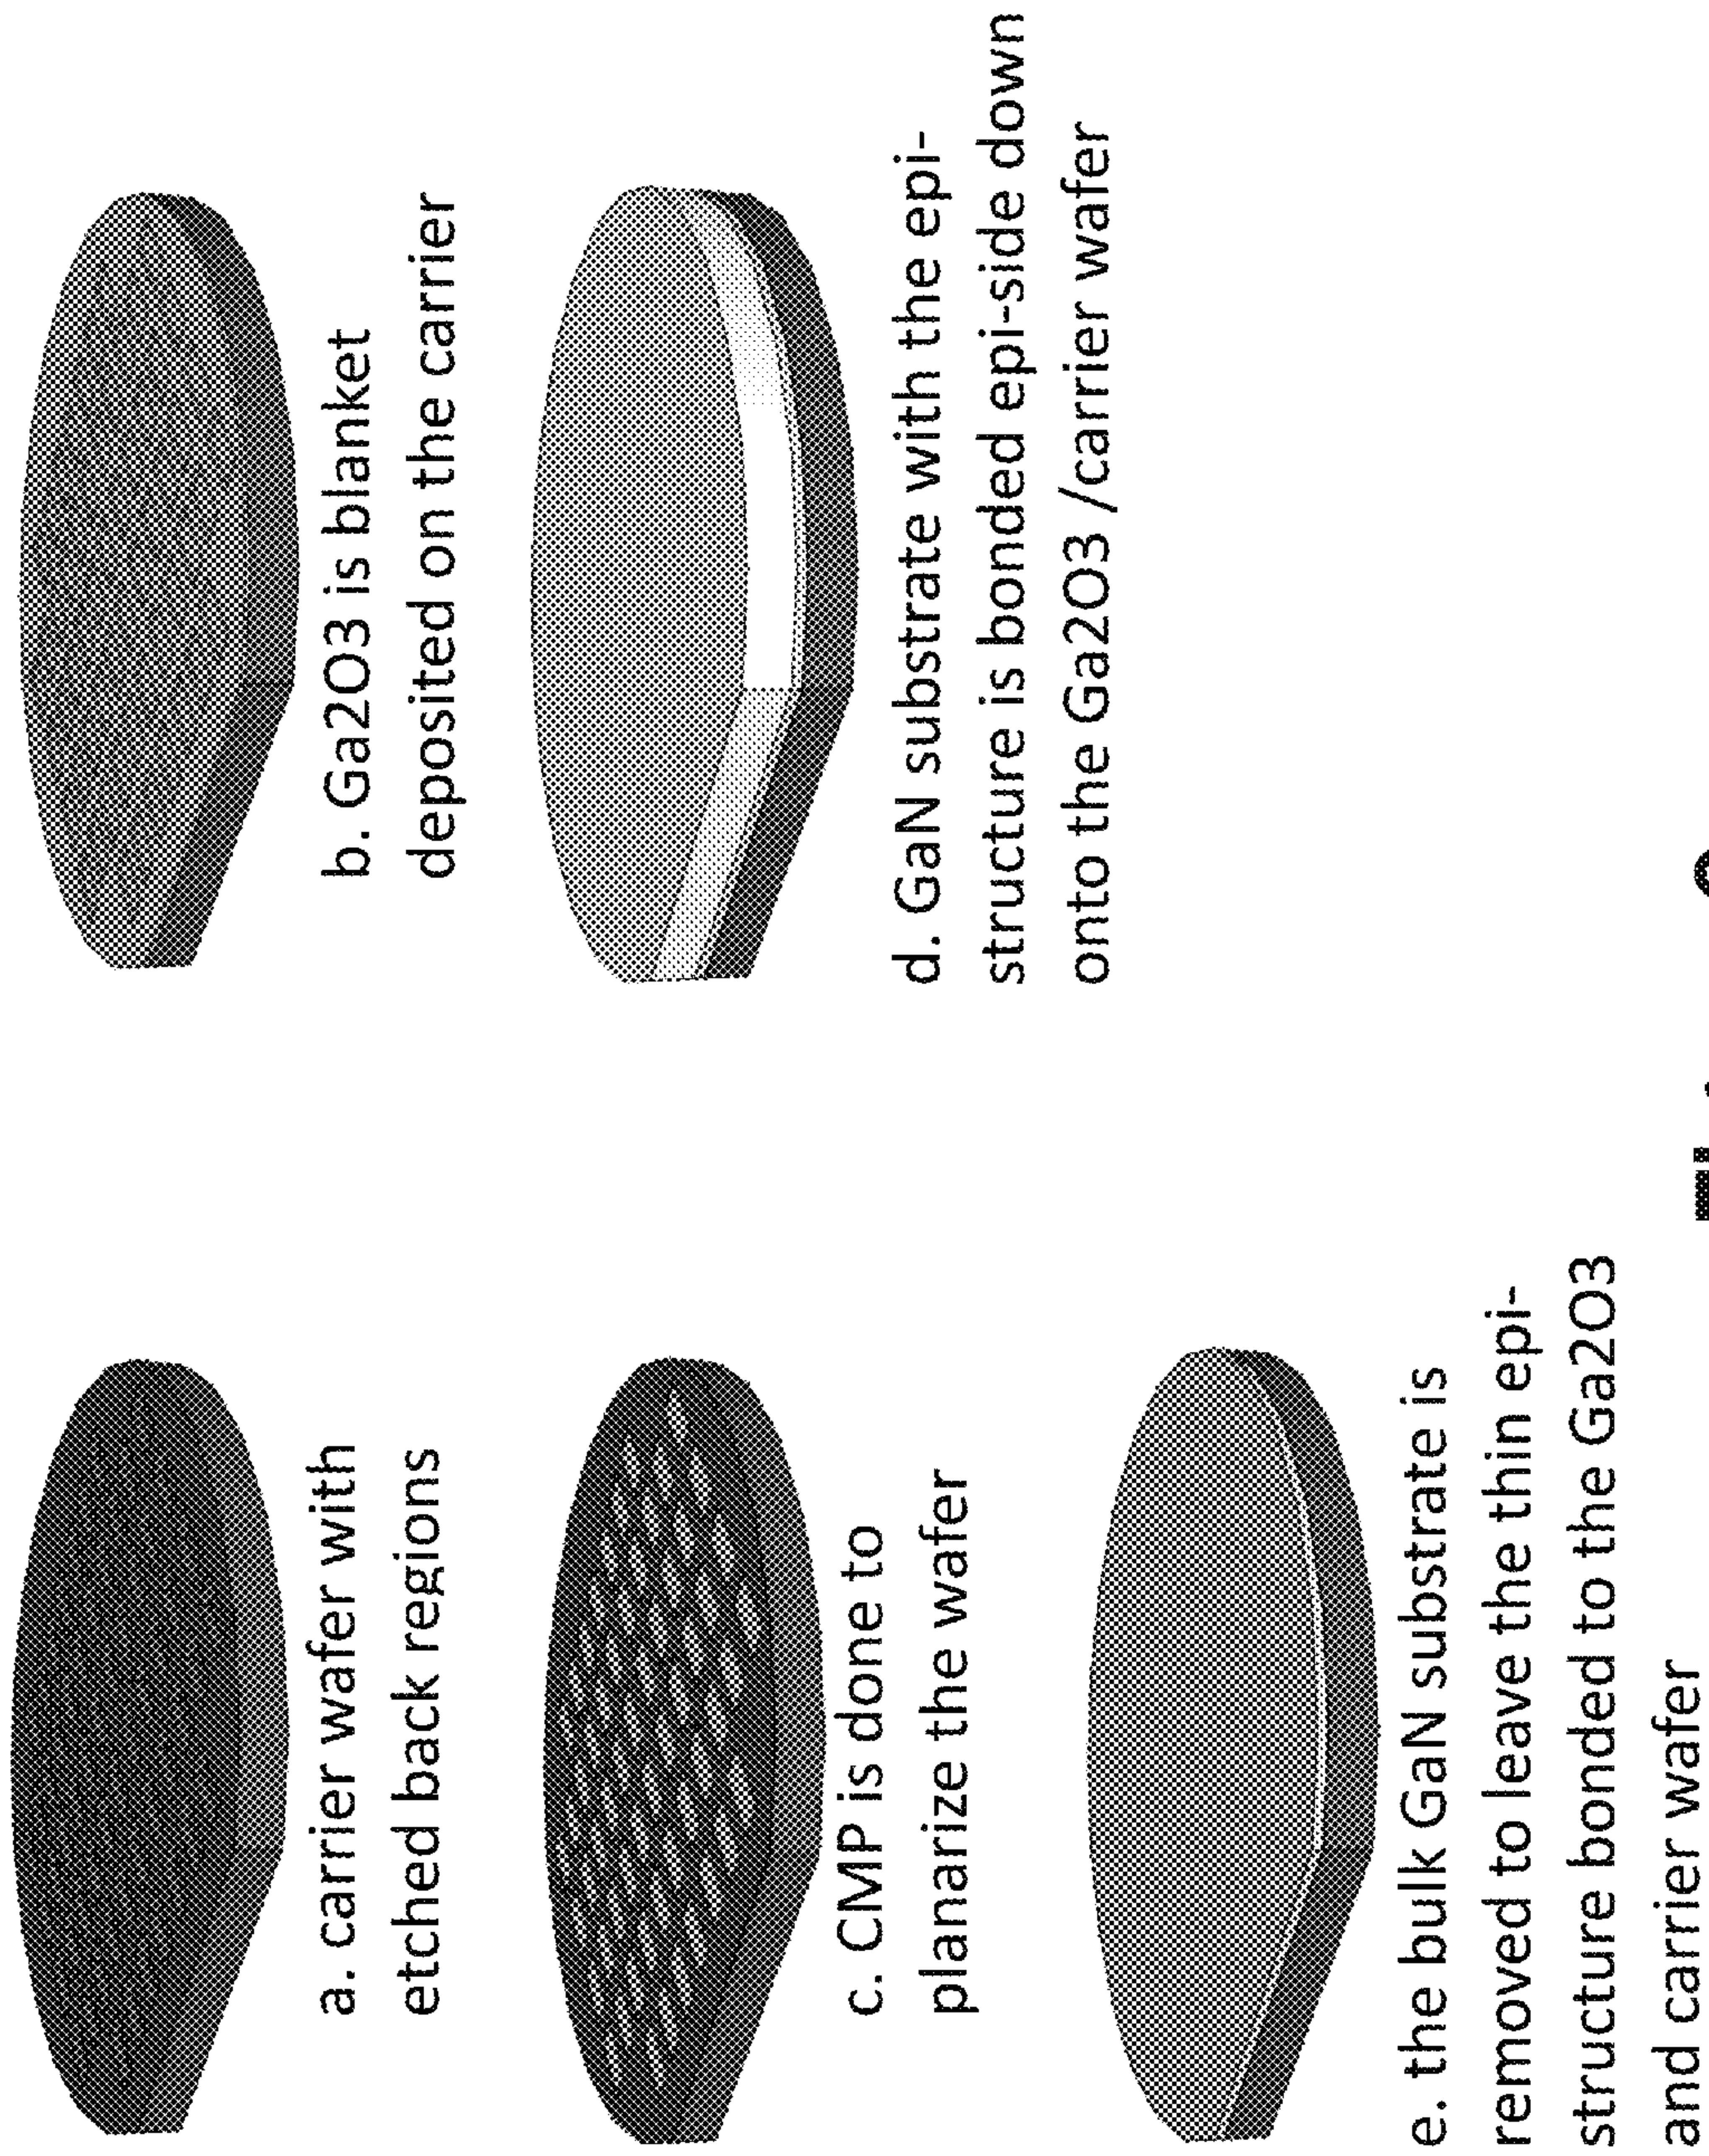 a. carrier wafer with
etched back regions
b. Ga2O3 is blanket
deposited on the carrier
c. CMP is done to
planarize the wafer
d. GaN substrate with the epi-
structure is bonded epi-side down
onto the Ga2O3 /carrier wafer
e. the bulk GaN substrate is
removed to leave the thin epi-
structure bonded to the Ga2O3
and carrier wafer